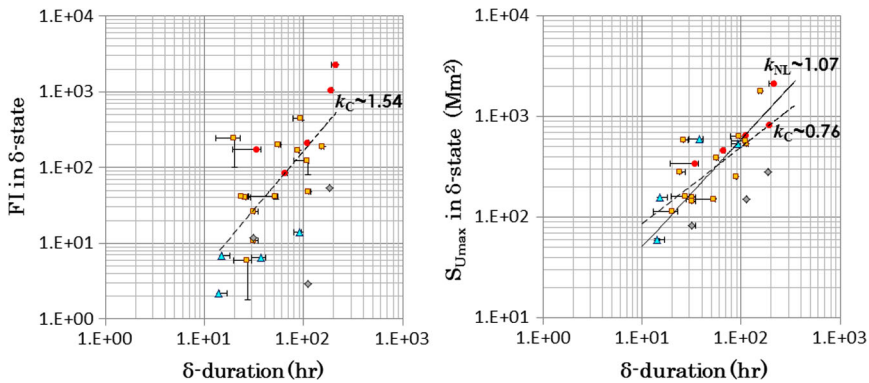 1.E+04
1.E+03
1.E+02
1.E+01
1.E+00
FI in δ-state
k_C~1.54
1.E+00 1.E+01 1.E+02 1.E+03
δ-duration (hr)
1.E+04
1.E+03
1.E+02
1.E+01
S_Umax in δ-state (Mm²)
k_NL~1.07
k_C~0.76
1.E+00 1.E+01 1.E+02 1.E+03
δ-duration (hr)